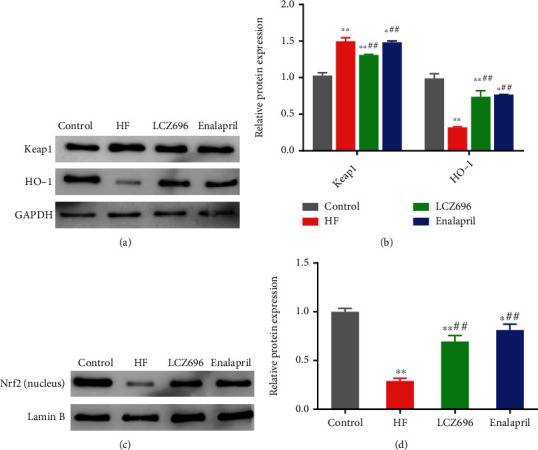 Control HF LCZ696 Enalapril
Keap1
HO–1
GAPDH
(a)
Relative protein expression
2.0
1.5
1.0
0.5
0.0
** **## *##
** **## *##
Keap1 HO–1
Control LCZ696
HF Enalapril
(b)
Control HF LCZ696 Enalapril
Nrf2 (nucleus)
Lamin B
(c)
Relative protein expression
1.5
1.0
0.5
0.0
** **## *##
Control HF LCZ696 Enalapril
(d)